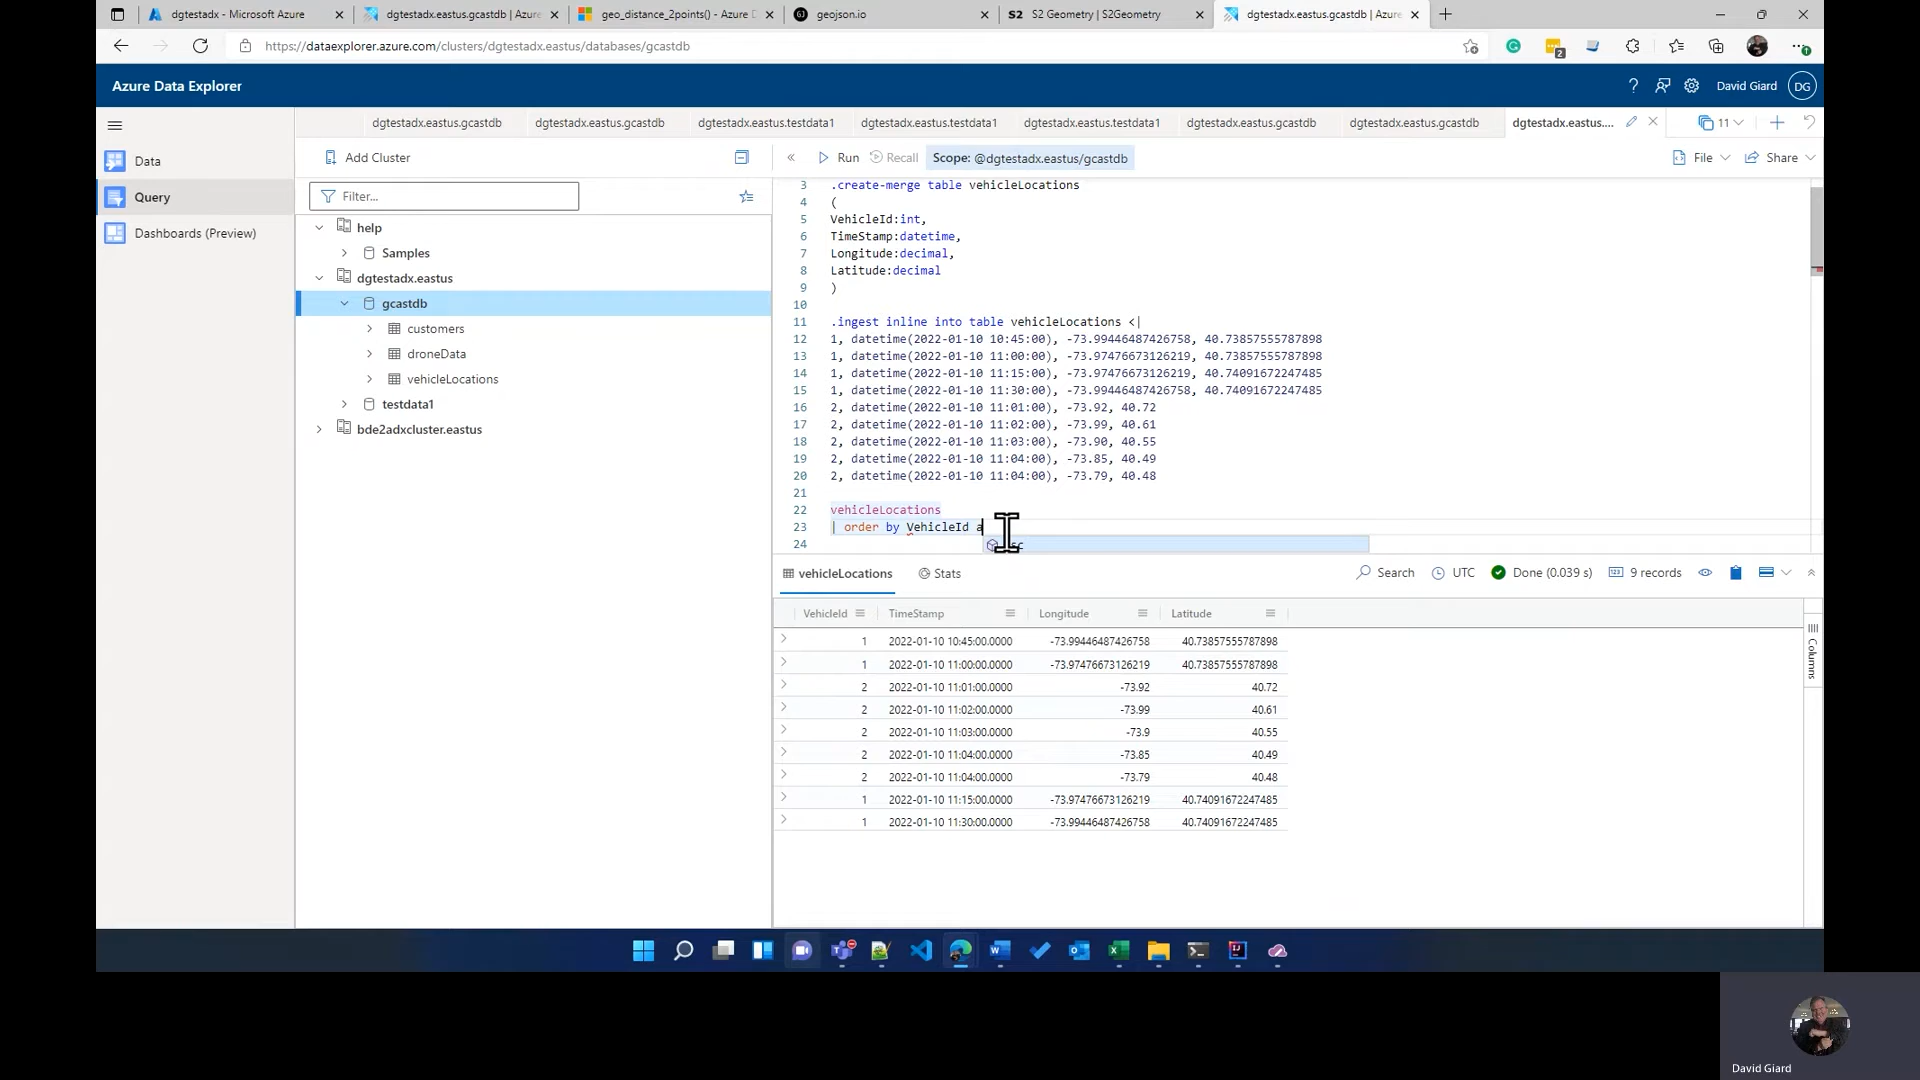 dgtestadx - Microsoft Azure
dgtestadx.eastus.gcastdb | Azure
geo_distance_2points() - Azure D
geojson.io
S2 S2 Geometry | S2Geometry
dgtestadx.eastus.gcastdb | Azure
https://dataexplorer.azure.com/clusters/dgtestadx.eastus/databases/gcastdb
2
Azure Data Explorer
? David Giard DG
dgtestadx.eastus.gcastdb
dgtestadx.eastus.gcastdb
dgtestadx.eastus.testdata1
dgtestadx.eastus.testdata1
dgtestadx.eastus.testdata1
dgtestadx.eastus.gcastdb
dgtestadx.eastus.gcastdb
dgtestadx.eastus....
11
Data
Query
Dashboards (Preview)
Add Cluster
Filter...
help
Samples
dgtestadx.eastus
gcastdb
customers
droneData
vehicleLocations
testdata1
bde2adxcluster.eastus
Run
Recall
Scope: @dgtestadx.eastus/gcastdb
File
Share
3 .create-merge table vehicleLocations
4 (
5 VehicleId:int,
6 TimeStamp:datetime,
7 Longitude:decimal,
8 Latitude:decimal
9 )
10
11 .ingest inline into table vehicleLocations <|
12 1, datetime(2022-01-10 10:45:00), -73.99446487426758, 40.73857555787898
13 1, datetime(2022-01-10 11:00:00), -73.97476673126219, 40.73857555787898
14 1, datetime(2022-01-10 11:15:00), -73.97476673126219, 40.74091672247485
15 1, datetime(2022-01-10 11:30:00), -73.99446487426758, 40.74091672247485
16 2, datetime(2022-01-10 11:01:00), -73.92, 40.72
17 2, datetime(2022-01-10 11:02:00), -73.99, 40.61
18 2, datetime(2022-01-10 11:03:00), -73.90, 40.55
19 2, datetime(2022-01-10 11:04:00), -73.85, 40.49
20 2, datetime(2022-01-10 11:04:00), -73.79, 40.48
21
22 vehicleLocations
23 | order by VehicleId a
24
vehicleLocations
Stats
Search
UTC
Done (0.039 s)
9 records
VehicleId TimeStamp Longitude Latitude
1 2022-01-10 10:45:00.0000 -73.99446487426758 40.73857555787898
1 2022-01-10 11:00:00.0000 -73.97476673126219 40.73857555787898
2 2022-01-10 11:01:00.0000 -73.92 40.72
2 2022-01-10 11:02:00.0000 -73.99 40.61
2 2022-01-10 11:03:00.0000 -73.9 40.55
2 2022-01-10 11:04:00.0000 -73.85 40.49
2 2022-01-10 11:04:00.0000 -73.79 40.48
1 2022-01-10 11:15:00.0000 -73.97476673126219 40.74091672247485
1 2022-01-10 11:30:00.0000 -73.99446487426758 40.74091672247485
Columns
David Giard